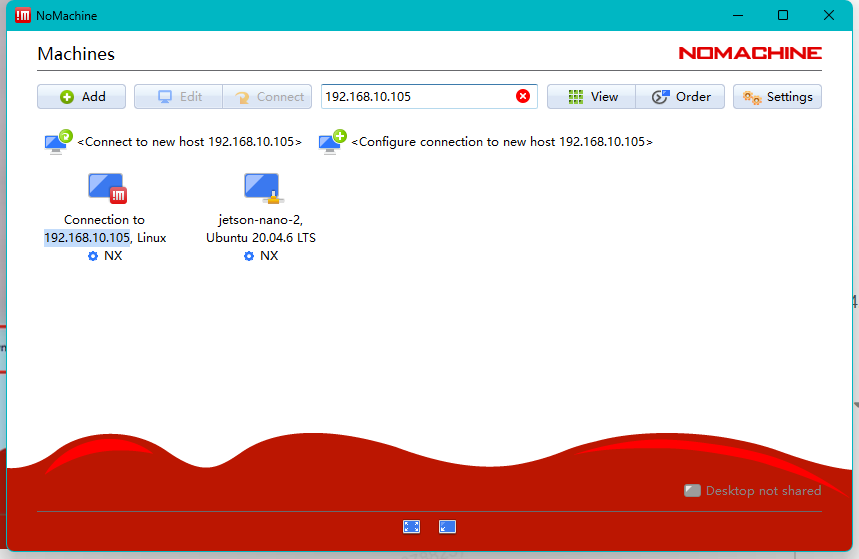 NoMachine
Machines
NOMACHINE
Add
Edit
Connect
192.168.10.105
View
Order
Settings
<Connect to new host 192.168.10.105>
<Configure connection to new host 192.168.10.105>
Connection to
192.168.10.105, Linux
NX
jetson-nano-2,
Ubuntu 20.04.6 LTS
NX
Desktop not shared